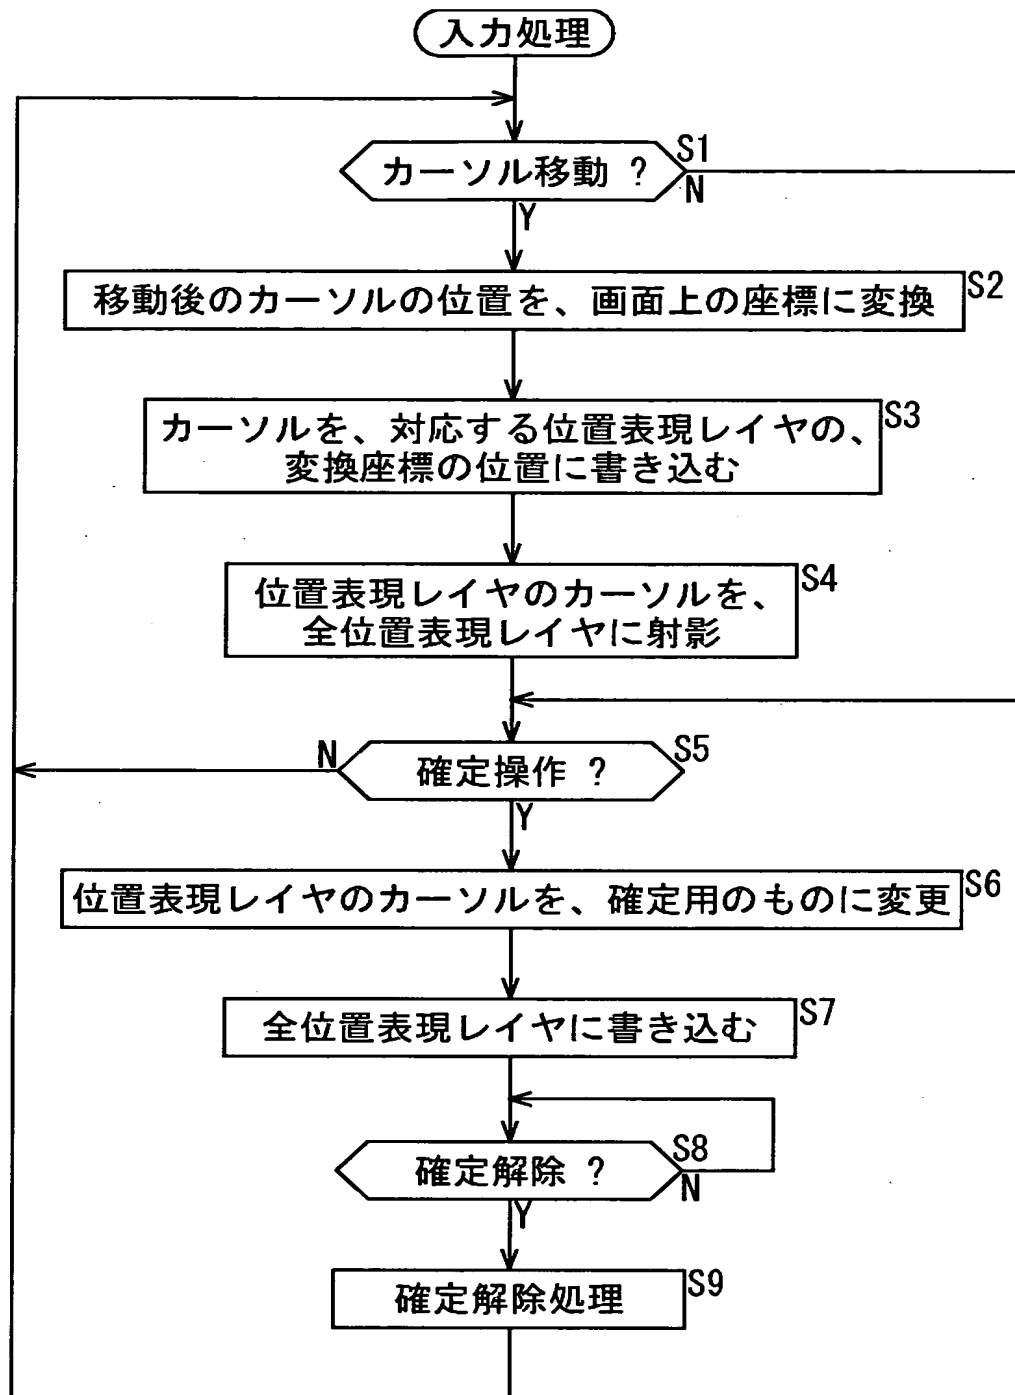 入力処理
カーソル移動 ?
S1
N
Y
移動後のカーソルの位置を、画面上の座標に変換
S2
カーソルを、対応する位置表現レイヤの、
変換座標の位置に書き込む
S3
位置表現レイヤのカーソルを、
全位置表現レイヤに射影
S4
N
確定操作 ?
S5
Y
位置表現レイヤのカーソルを、確定用のものに変更
S6
全位置表現レイヤに書き込む
S7
確定解除 ?
S8
N
Y
確定解除処理
S9